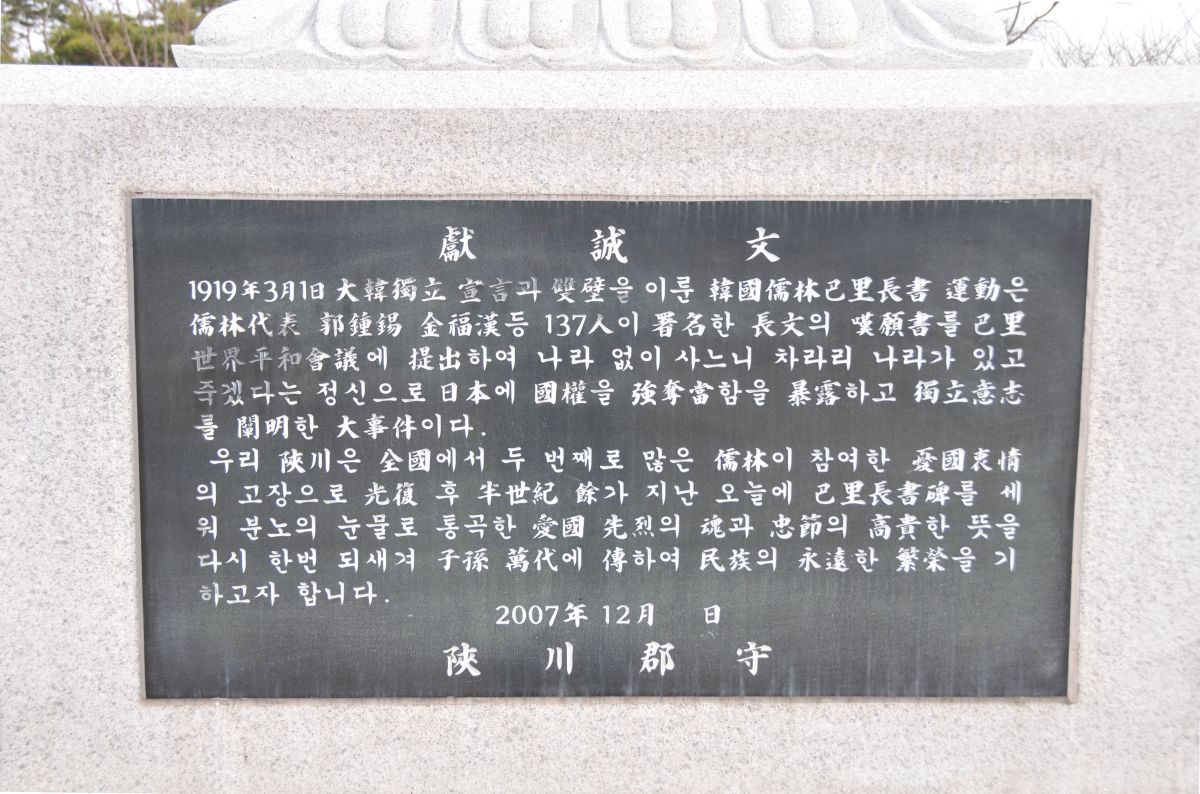 獻誠文
1919年3月1日 大韓獨立 宣言과 雙壁을 이룬 韓國儒林巴里長書 運動은
儒林代表 郭鍾錫 金福漢등 137人이 署名한 長文의 嘆願書를 巴里
世界平和會議에 提出하여 나라 없이 사느니 차라리 나라가 있고
죽겠다는 정신으로 日本에 國權을 強奪當함을 暴露하고 獨立意志
를 闡明한 大事件이다.
우리 陜川은 全國에서 두 번째로 많은 儒林이 참여한 憂國衷情
의 고장으로 光復 후 半世紀 餘가 지난 오늘에 巴里長書碑를 세
워 분노의 눈물로 통곡한 愛國 先烈의 魂과 忠節의 高貴한 뜻을
다시 한번 되새겨 子孫 萬代에 傳하여 民族의 永遠한 繁榮을 기
하고자 합니다.
2007年 12月 日
陜川郡守